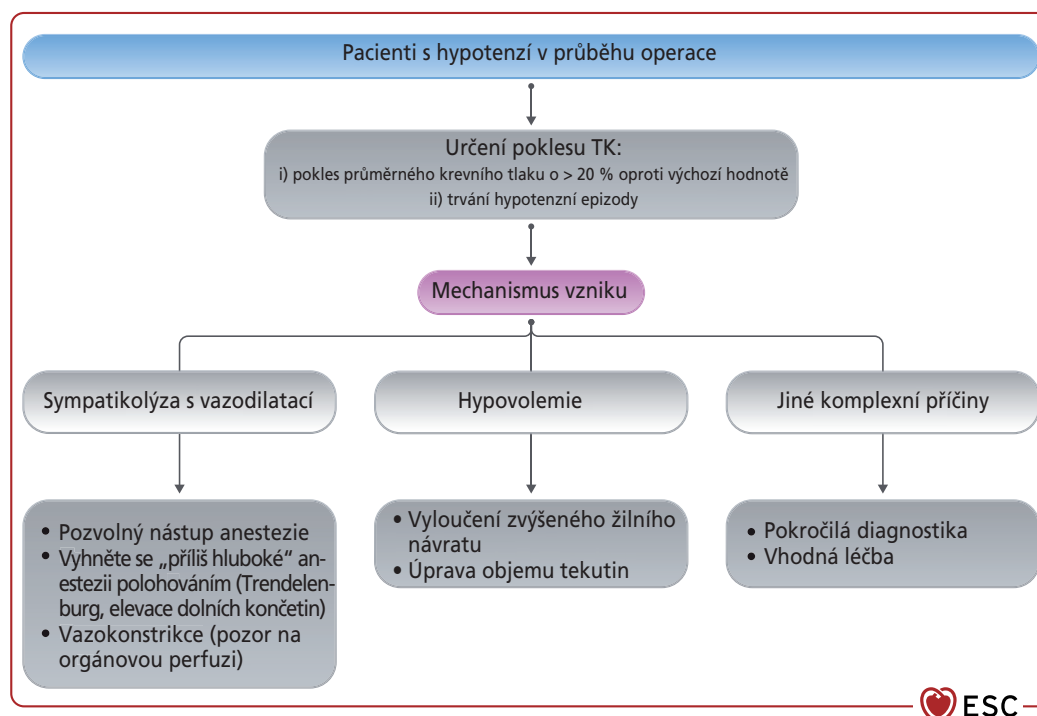 Pacienti s hypotenzí v průběhu operace
Určení poklesu TK:
i) pokles průměrného krevního tlaku o > 20 % oproti výchozí hodnotě
ii) trvání hypotenzní epizody
Mechanismus vzniku
Sympatikolýza s vazodilatací
Hypovolemie
Jiné komplexní příčiny
• Pozvolný nástup anestezie
• Vyhněte se „příliš hluboké“ an-
estezii polohováním (Trendelen-
burg, elevace dolních končetin)
• Vazokonstrikce (pozor na
orgánovou perfuzi)
• Vyloučení zvýšeného žilního
návratu
• Úprava objemu tekutin
• Pokročilá diagnostika
• Vhodná léčba
ESC